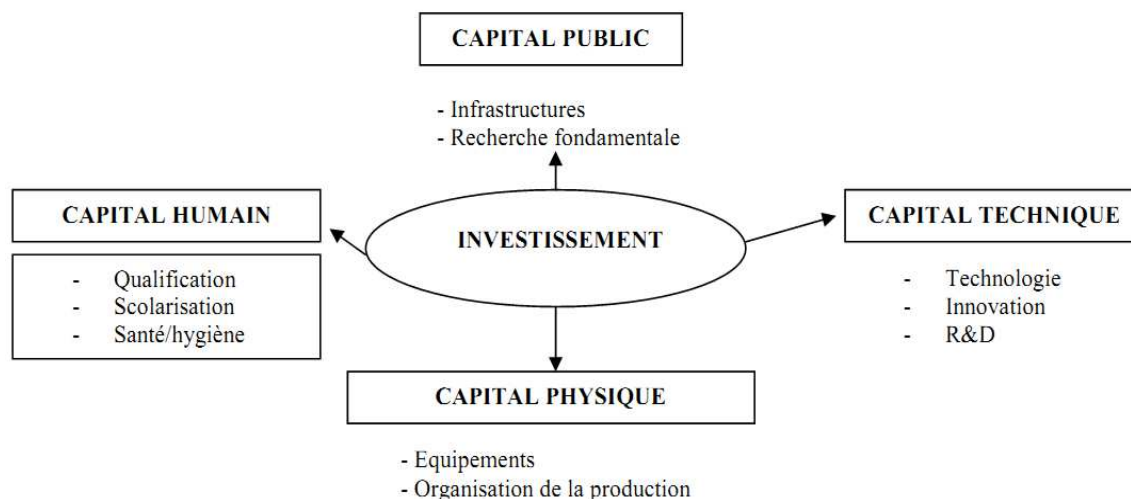 CAPITAL PUBLIC
- Infrastructures
- Recherche fondamentale
CAPITAL HUMAIN
- Qualification
- Scolarisation
- Santé/hygiène
INVESTISSEMENT
CAPITAL TECHNIQUE
- Technologie
- Innovation
- R&D
CAPITAL PHYSIQUE
- Equipements
- Organisation de la production